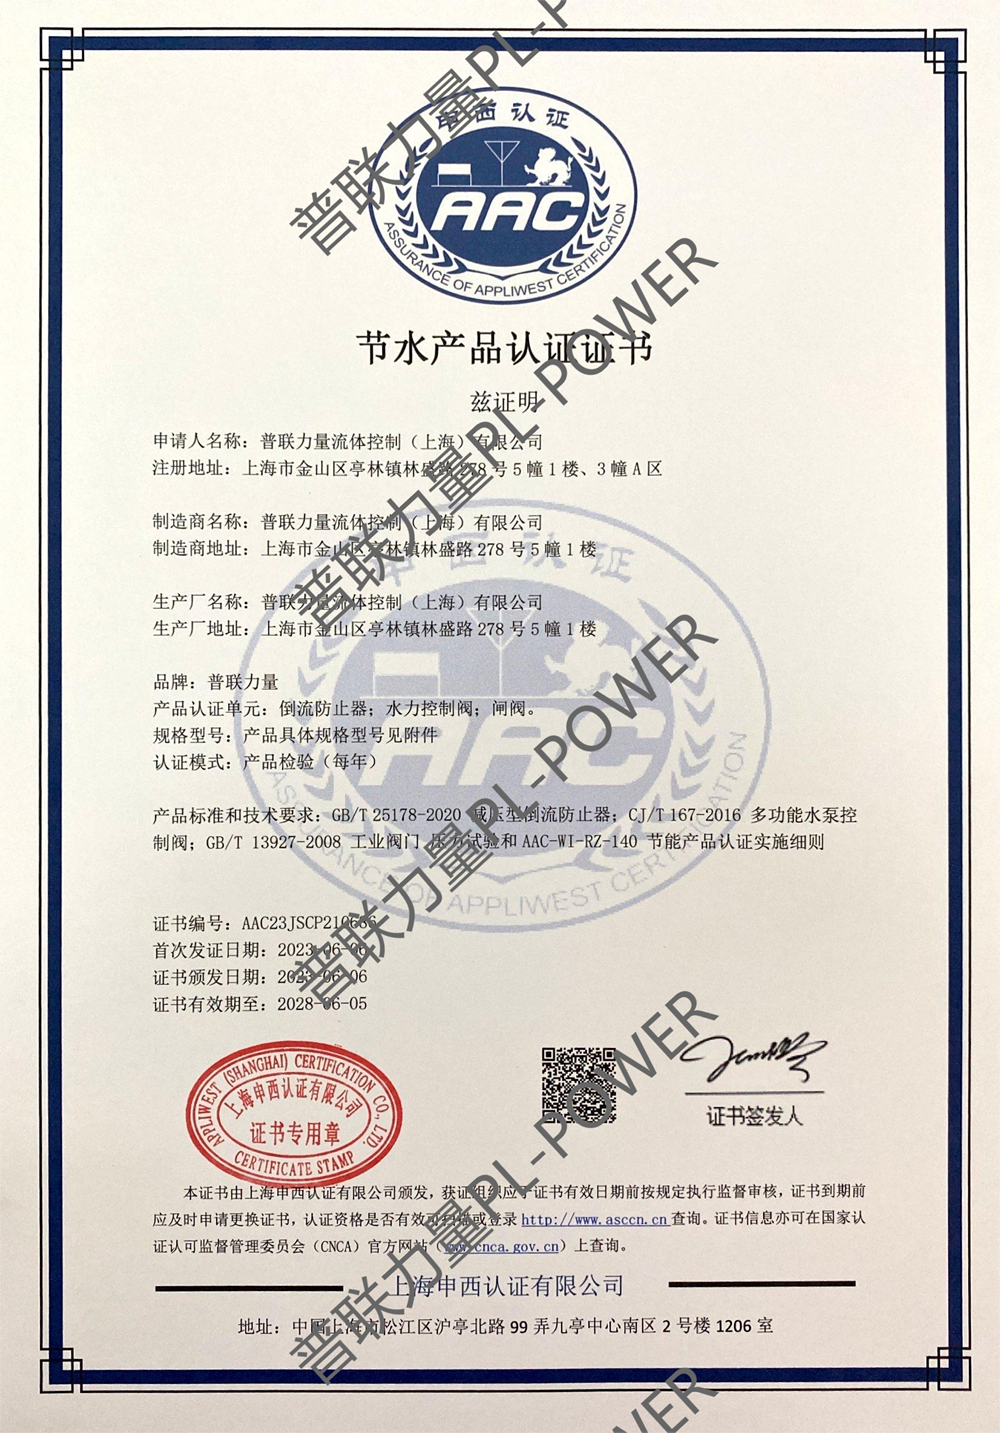 申西认证
AAC
ASSURANCE OF APPLIWEST CERTIFICATION
节水产品认证证书
兹证明
申请人名称：普联力量流体控制（上海）有限公司
注册地址：上海市金山区亭林镇林盛路278号5幢1楼、3幢A区
制造商名称：普联力量流体控制（上海）有限公司
制造商地址：上海市金山区亭林镇林盛路278号5幢1楼
生产厂名称：普联力量流体控制（上海）有限公司
生产厂地址：上海市金山区亭林镇林盛路278号5幢1楼
品牌：普联力量
产品认证单元：倒流防止器；水力控制阀；闸阀。
规格型号：产品具体规格型号见附件
认证模式：产品检验（每年）
产品标准和技术要求：GB/T 25178-2020 减压型倒流防止器；CJ/T 167-2016 多功能水泵控
制阀；GB/T 13927-2008 工业阀门 压力试验和 AAC-WI-RZ-140 节能产品认证实施细则
证书编号：AAC23JSCP210686
首次发证日期：2023-06-06
证书颁发日期：2023-06-06
证书有效期至：2028-06-05
APPLIWEST (SHANGHAI) CERTIFICATION CO., LTD.
上海申西认证有限公司
证书专用章
CERTIFICATE STAMP
证书签发人
本证书由上海申西认证有限公司颁发，获证组织应于证书有效日期前按规定执行监督审核，证书到期前
应及时申请更换证书，认证资格是否有效可扫描或登录 http://www.asccn.cn 查询。证书信息亦可在国家认
证认可监督管理委员会（CNCA）官方网站（www.cnca.gov.cn）上查询。
上海申西认证有限公司
地址：中国上海市松江区沪亭北路 99 弄九亭中心南区 2 号楼 1206 室
普联力量PL-POWER
普联力量PL-POWER
普联力量PL-POWER
普联力量PL-POWER